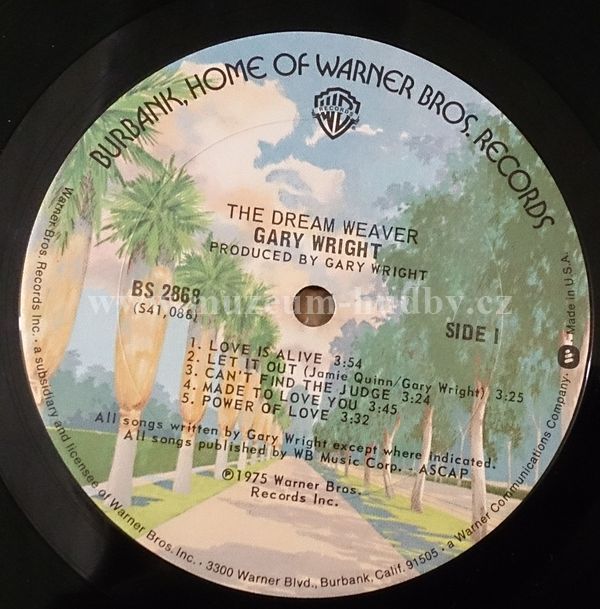 BURBANK, HOME OF WARNER BROS. RECORDS
W
RECORDS
THE DREAM WEAVER
GARY WRIGHT
PRODUCED BY GARY WRIGHT
BS 2868
(S41,086)
www.muzeum-hudby.cz
SIDE 1
1. LOVE IS ALIVE 3:54
2. LET IT OUT (Jamie Quinn/Gary Wright) 3:25
3. CAN'T FIND THE JUDGE 3:24
4. MADE TO LOVE YOU 3:45
5. POWER OF LOVE 3:32
All songs written by Gary Wright except where indicated.
All songs published by WB Music Corp. - ASCAP
℗1975 Warner Bros.
Records Inc.
Warner Bros. Records Inc. • a subsidiary and licensee of Warner Bros. Inc. • 3300 Warner Blvd., Burbank, Calif. 91505 • a Warner Communications Company. Made in U.S.A.